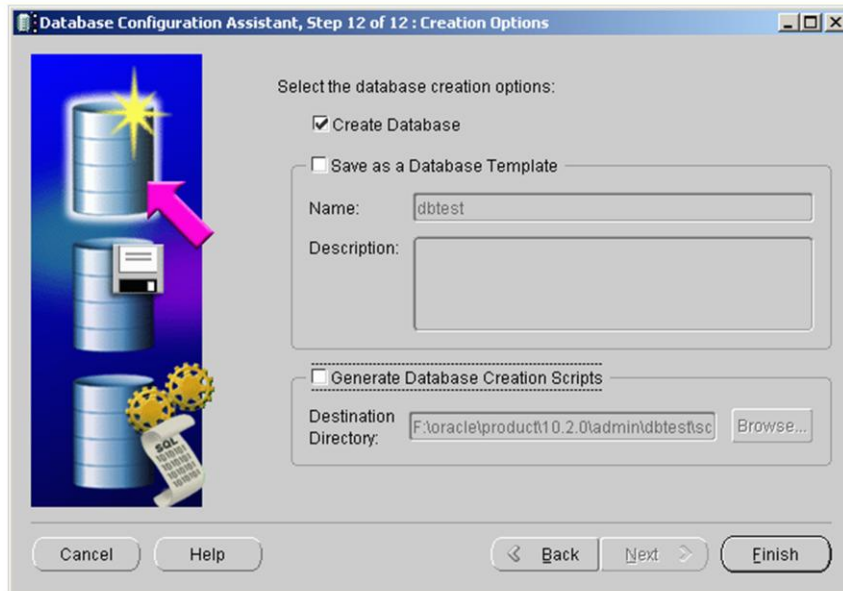 Database Configuration Assistant, Step 12 of 12 : Creation Options
Select the database creation options:
Create Database
Save as a Database Template
Name: dbtest
Description:
Generate Database Creation Scripts
Destination Directory: F:\oracle\product\10.2.0\admin\dbtest\sc Browse...
SQL
Cancel Help Back Next Finish